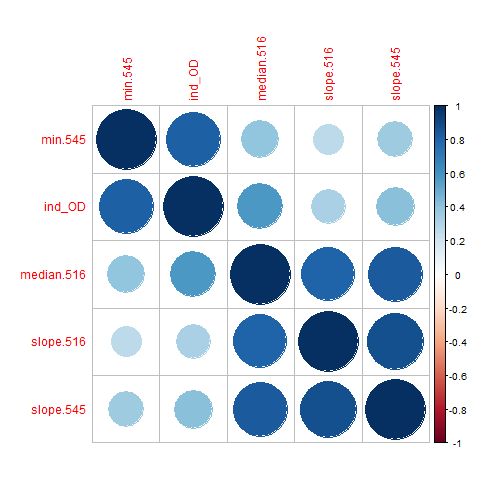 min.545
ind_OD
median.516
slope.516
slope.545
min.545
ind_OD
median.516
slope.516
slope.545
1
0.8
0.6
0.4
0.2
0
-0.2
-0.4
-0.6
-0.8
-1